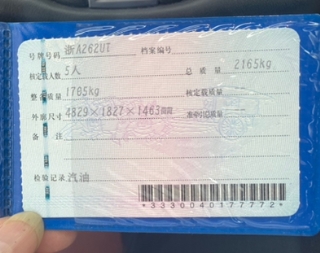 号牌号码 浙A262UT 档案编号
核定载人数 5人 总质量 2165kg
整备质量 1705kg 核定载质量 --
外廓尺寸 4829×1827×1463mm 准牵引总质量 --
备注
检验记录 汽油
*3330040177772*